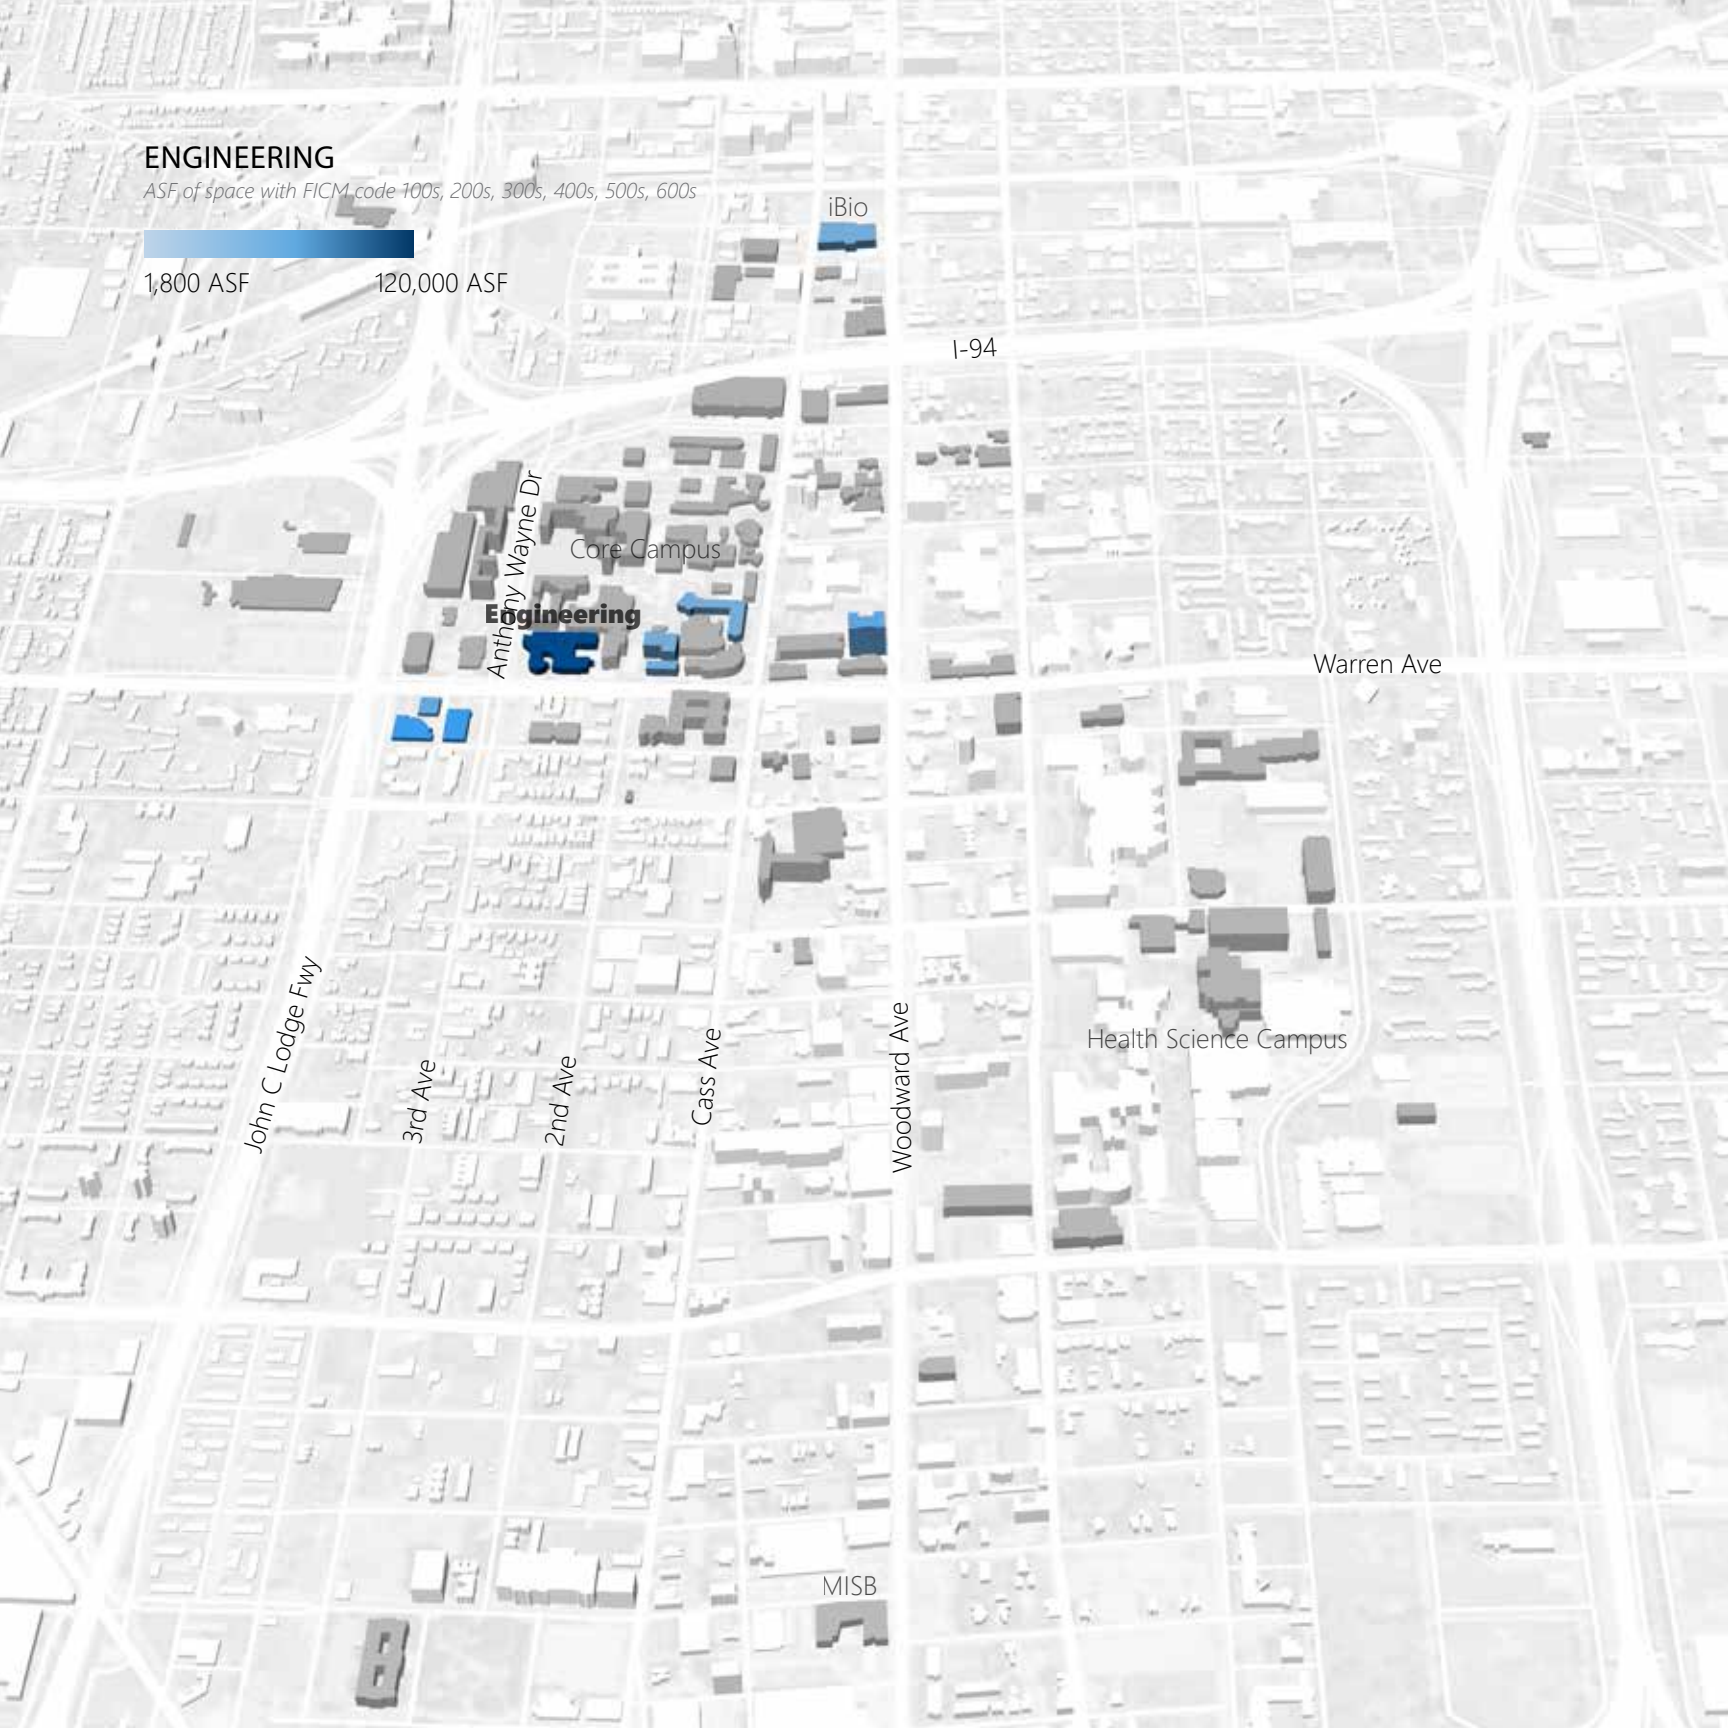 ENGINEERING
ASF of space with FICM code 100s, 200s, 300s, 400s, 500s, 600s
1,800 ASF
120,000 ASF
iBio
I-94
Anthony Wayne Dr
Core Campus
Engineering
Warren Ave
John C Lodge Fwy
3rd Ave
2nd Ave
Cass Ave
Woodward Ave
Health Science Campus
MISB